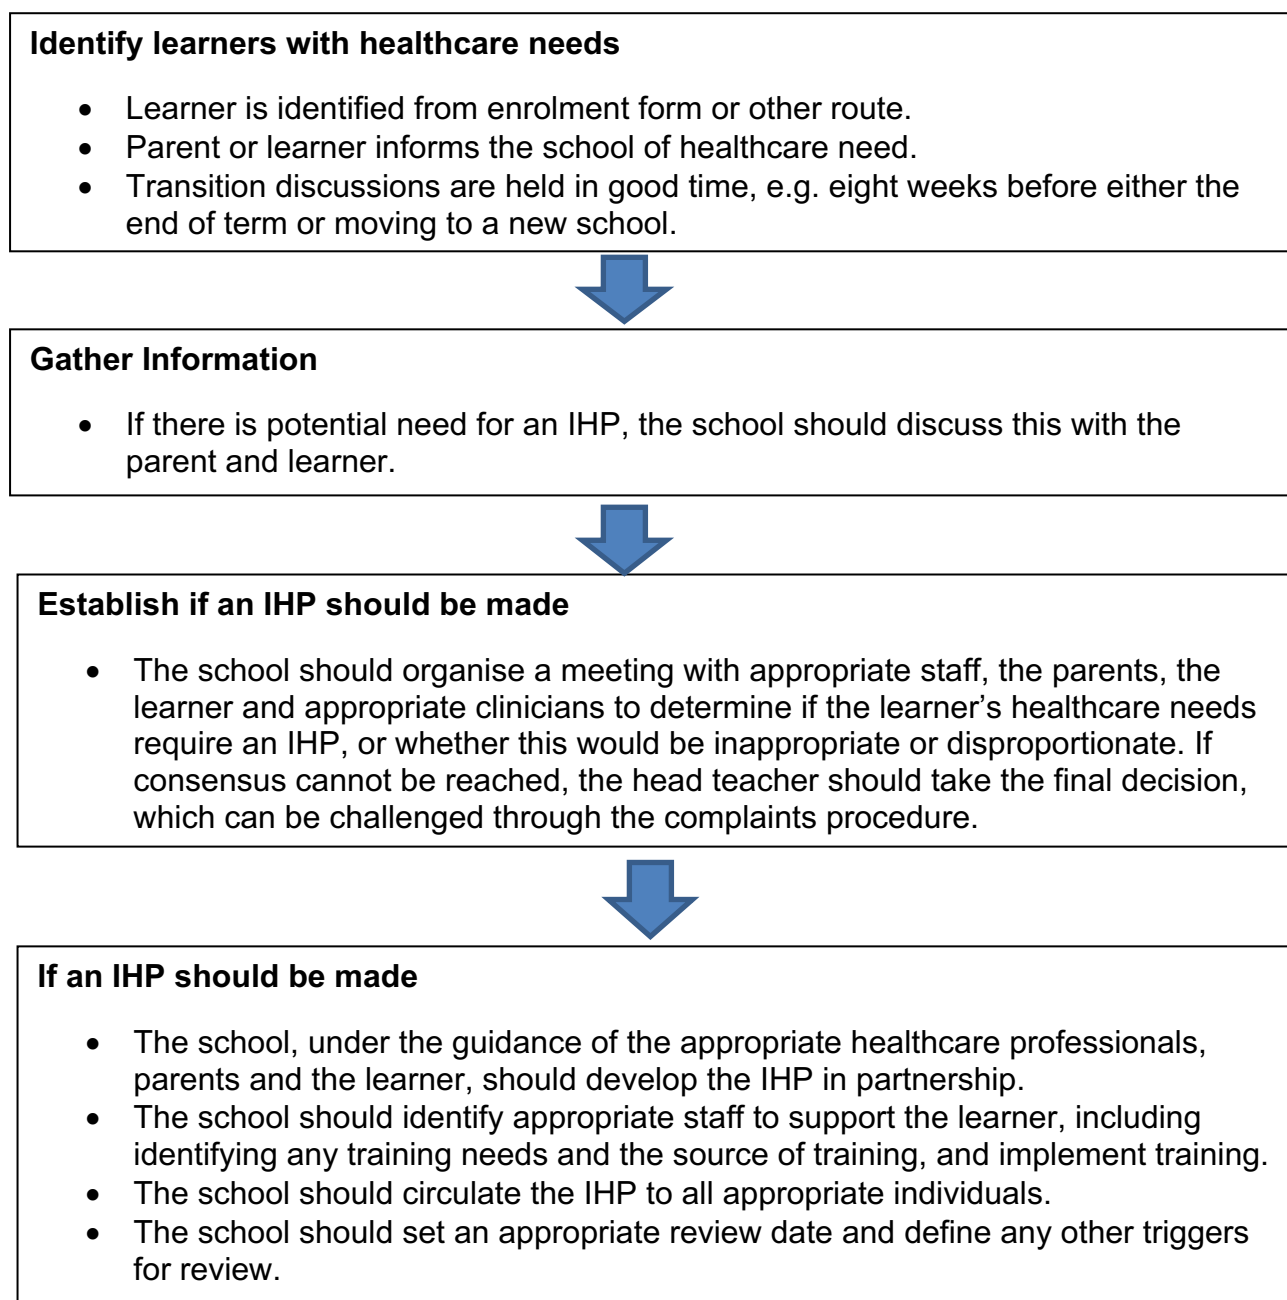 Identify learners with healthcare needs
• Learner is identified from enrolment form or other route.
• Parent or learner informs the school of healthcare need.
• Transition discussions are held in good time, e.g. eight weeks before either the
end of term or moving to a new school.
Gather Information
• If there is potential need for an IHP, the school should discuss this with the
parent and learner.
Establish if an IHP should be made
• The school should organise a meeting with appropriate staff, the parents, the
learner and appropriate clinicians to determine if the learner’s healthcare needs
require an IHP, or whether this would be inappropriate or disproportionate. If
consensus cannot be reached, the head teacher should take the final decision,
which can be challenged through the complaints procedure.
If an IHP should be made
• The school, under the guidance of the appropriate healthcare professionals,
parents and the learner, should develop the IHP in partnership.
• The school should identify appropriate staff to support the learner, including
identifying any training needs and the source of training, and implement training.
• The school should circulate the IHP to all appropriate individuals.
• The school should set an appropriate review date and define any other triggers
for review.